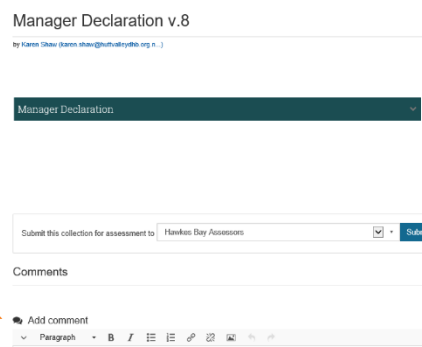 Manager Declaration v.8
by Karen Shaw (karen.shaw@huttvalleydhb.org.n...)
Manager Declaration
Submit this collection for assessment to Hawkes Bay Assessors
Comments
Add comment
Paragraph B I